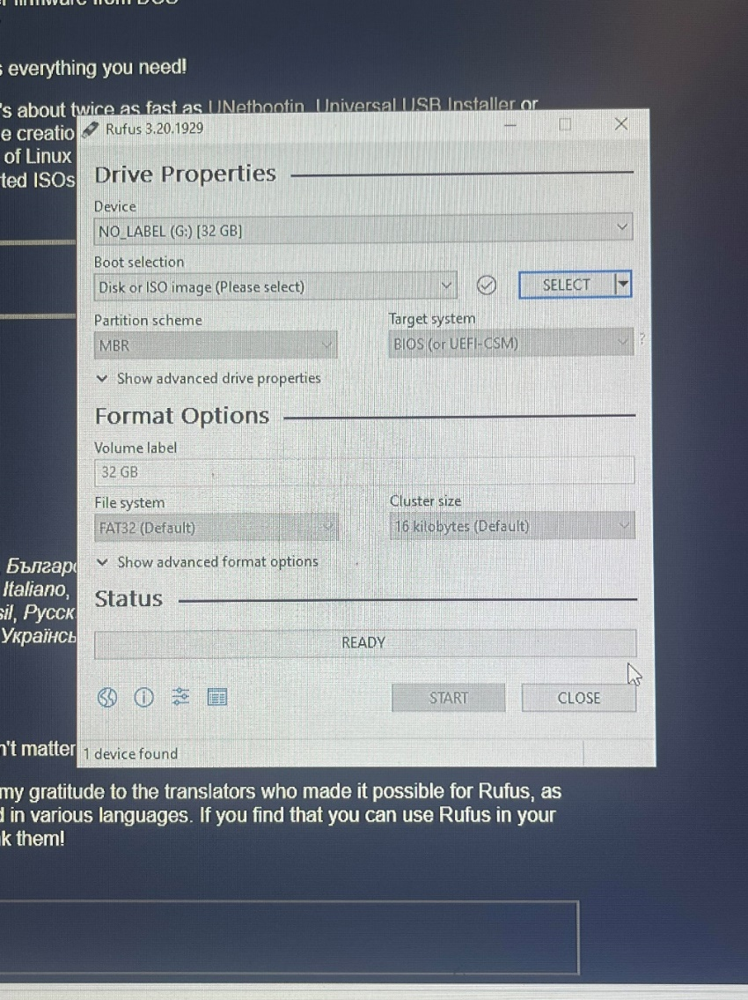 everything you need!
's about twice as fast as UNetbootin, Universal USB Installer or
e creatio
of Linux
ted ISOs
Rufus 3.20.1929
Drive Properties
Device
NO_LABEL (G:) [32 GB]
Boot selection
Disk or ISO image (Please select)
SELECT
Partition scheme
Target system
MBR
BIOS (or UEFI-CSM)
?
Show advanced drive properties
Format Options
Volume label
32 GB
File system
Cluster size
FAT32 (Default)
16 kilobytes (Default)
Show advanced format options
Българ
Italiano,
sil, Русск
Українсь
Status
READY
START
CLOSE
n't matter
1 device found
my gratitude to the translators who made it possible for Rufus, as
d in various languages. If you find that you can use Rufus in your
k them!